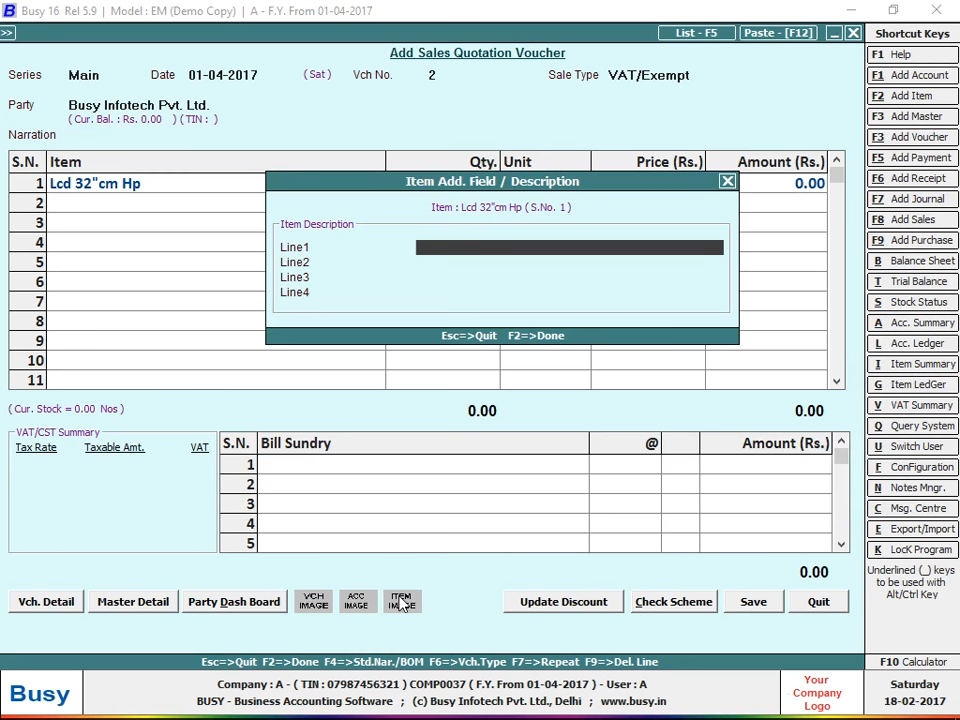 Busy 16 Rel 5.9 | Model : EM (Demo Copy) | A - F.Y. From 01-04-2017
>> List - F5 Paste - [F12]
Add Sales Quotation Voucher
Series Main Date 01-04-2017 ( Sat ) Vch No. 2 Sale Type VAT/Exempt
Party Busy Infotech Pvt. Ltd.
( Cur. Bal. : Rs. 0.00 ) ( TIN : )
Narration
S.N. Item Qty. Unit Price (Rs.) Amount (Rs.)
1 Lcd 32"cm Hp 0.00
2
3
4
5
6
7
8
9
10
11
Item Add. Field / Description
Item : Lcd 32"cm Hp ( S.No. 1 )
Item Description
Line1
Line2
Line3
Line4
Esc=>Quit F2=>Done
( Cur. Stock = 0.00 Nos ) 0.00 0.00
VAT/CST Summary
Tax Rate Taxable Amt. VAT
S.N. Bill Sundry @ Amount (Rs.)
1
2
3
4
5
0.00
Vch. Detail Master Detail Party Dash Board VCH IMAGE ACC IMAGE ITEM IMAGE Update Discount Check Scheme Save Quit
Esc=>Quit F2=>Done F4=>Std.Nar./BOM F6=>Vch.Type F7=>Repeat F9=>Del. Line
Busy
Company : A - ( TIN : 07987456321 ) COMP0037 ( F.Y. From 01-04-2017 ) - User : A
BUSY - Business Accounting Software ; (c) Busy Infotech Pvt. Ltd., Delhi ; www.busy.in
Your
Company
Logo
Shortcut Keys
F1 Help
F1 Add Account
F2 Add Item
F3 Add Master
F3 Add Voucher
F5 Add Payment
F6 Add Receipt
F7 Add Journal
F8 Add Sales
F9 Add Purchase
B Balance Sheet
T Trial Balance
S Stock Status
A Acc. Summary
L Acc. Ledger
I Item Summary
G Item LedGer
V VAT Summary
Q Query System
U Switch User
F ConFiguration
N Notes Mngr.
C Msg. Centre
E Export/Import
K LocK Program
Underlined (_) keys
to be used with
Alt/Ctrl Key
F10 Calculator
Saturday
18-02-2017